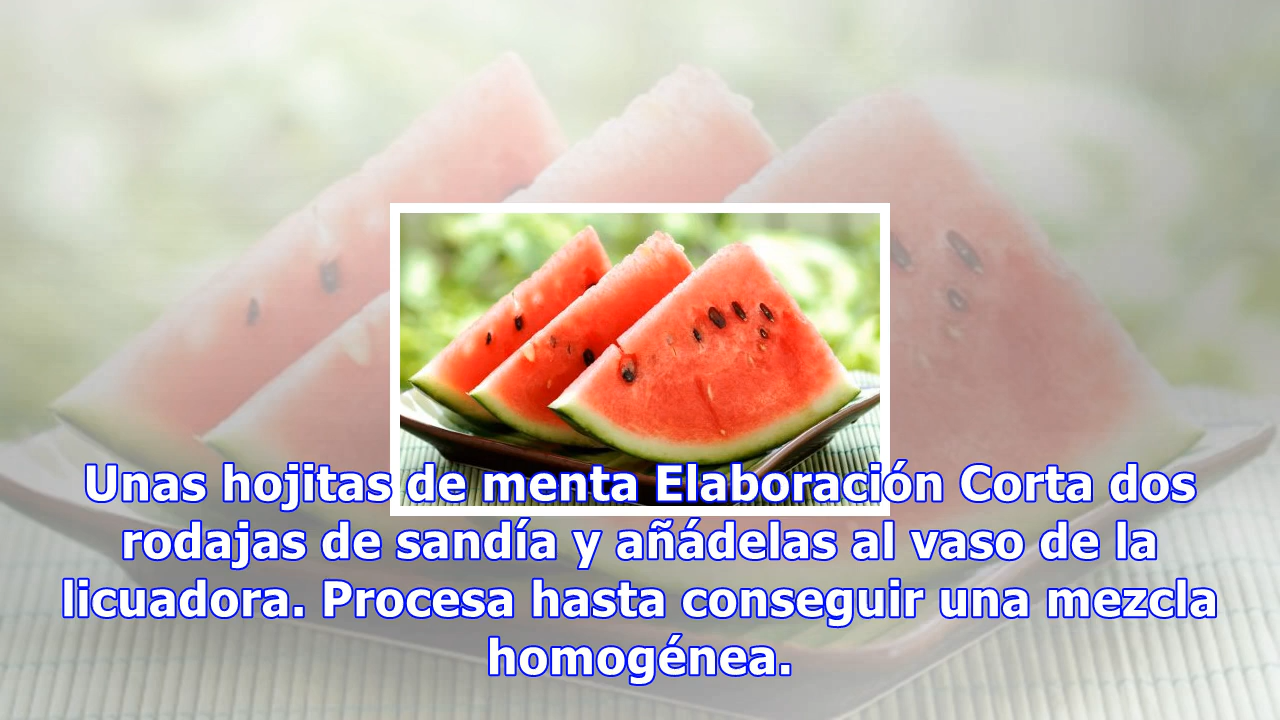 Unas hojitas de menta Elaboración Corta dos
rodajas de sandía y añádelas al vaso de la
licuadora. Procesa hasta conseguir una mezcla
homogénea.